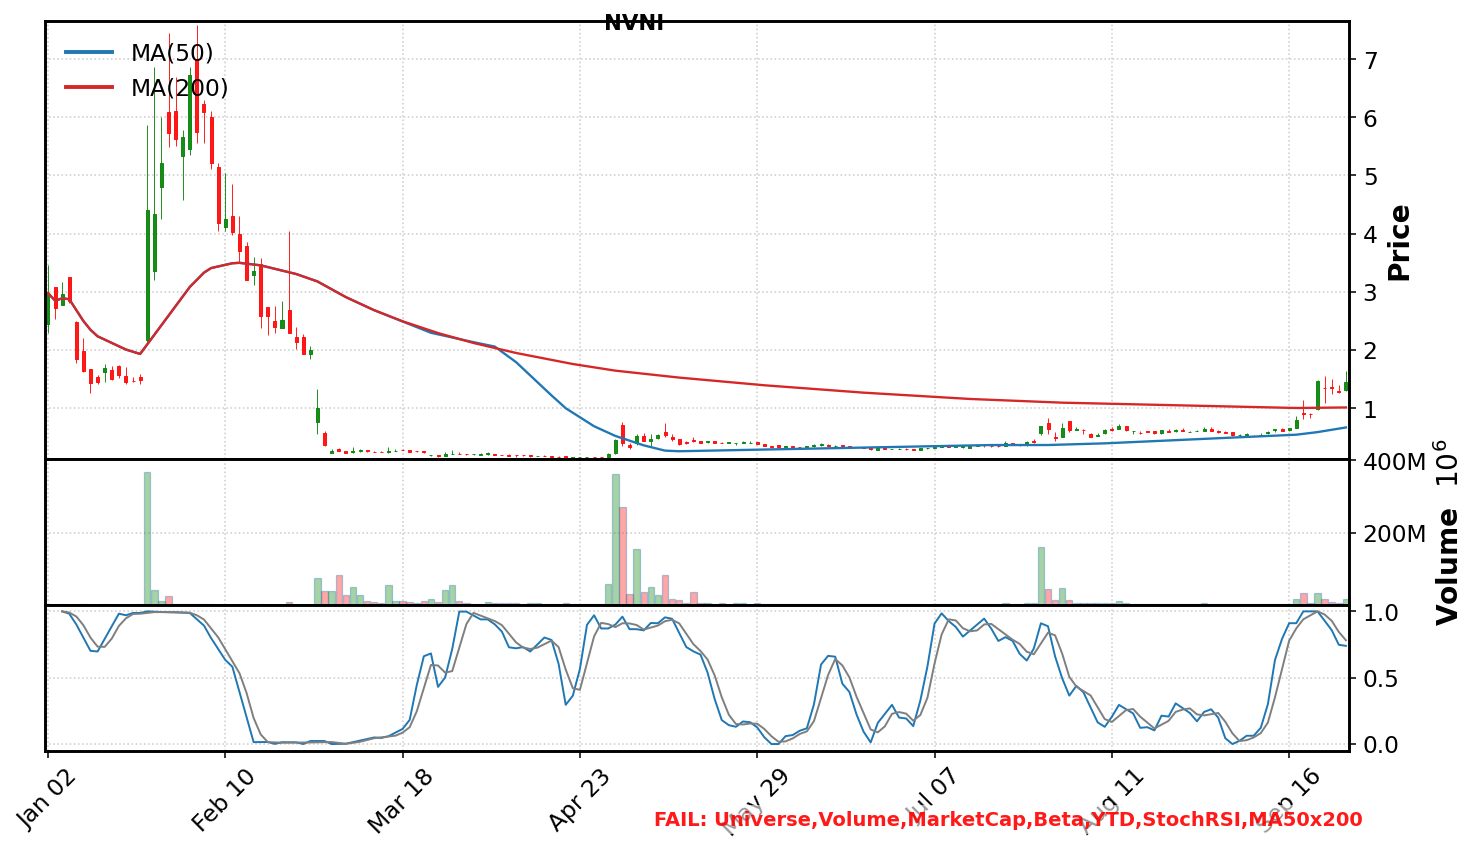 NVNI
MA(50)
MA(200)
7
6
5
4
3
2
1
Price
400M
200M
Volume 10^6
1.0
0.5
0.0
Jan 02
Feb 10
Mar 18
Apr 23
May 29
Jul 07
Aug 11
Sep 16
FAIL: Universe,Volume,MarketCap,Beta,YTD,StochRSI,MA50x200